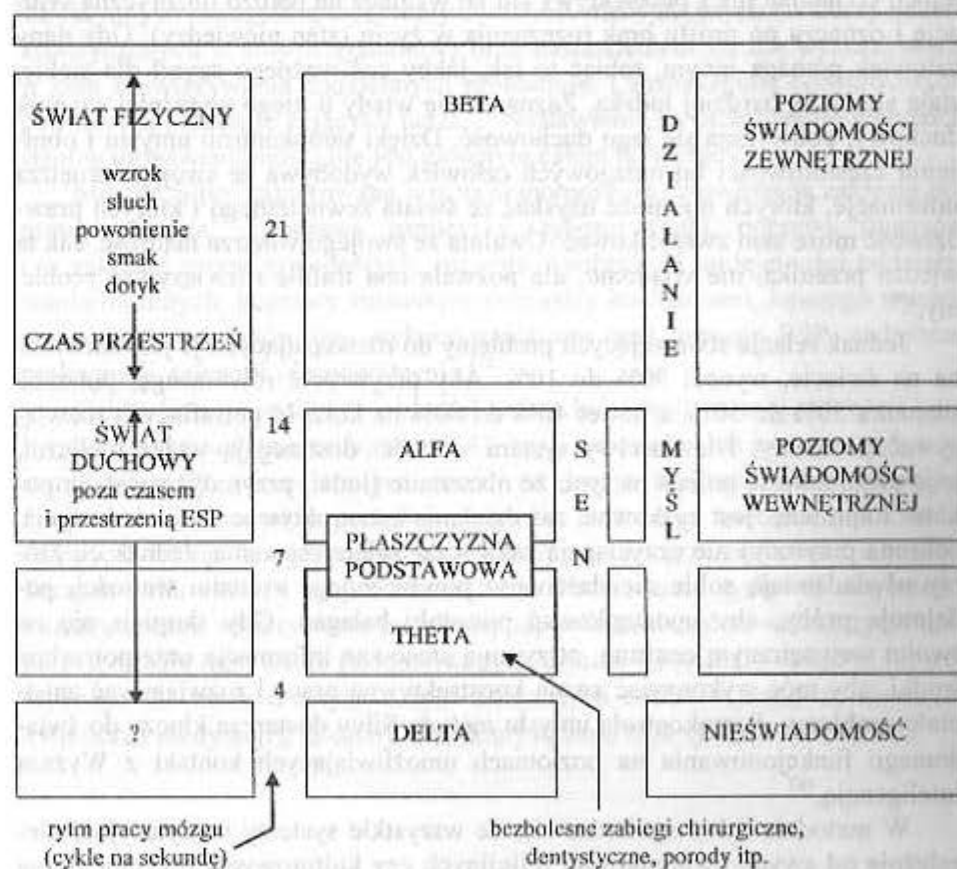 ŚWIAT FIZYCZNY
wzrok
słuch
powonienie
smak
dotyk
CZAS PRZESTRZEŃ
21
BETA
DZIAŁANIE
POZIOMY
ŚWIADOMOŚCI
ZEWNĘTRZNEJ
ŚWIAT
DUCHOWY
poza czasem
i przestrzenią ESP
14
ALFA
SEN
MYŚL
POZIOMY
ŚWIADOMOŚCI
WEWNĘTRZNEJ
7
PŁASZCZYZNA
PODSTAWOWA
THETA
4
?
DELTA
NIEŚWIADOMOŚĆ
rytm pracy mózgu
(cykle na sekundę)
bezbolesne zabiegi chirurgiczne,
dentystyczne, porody itp.